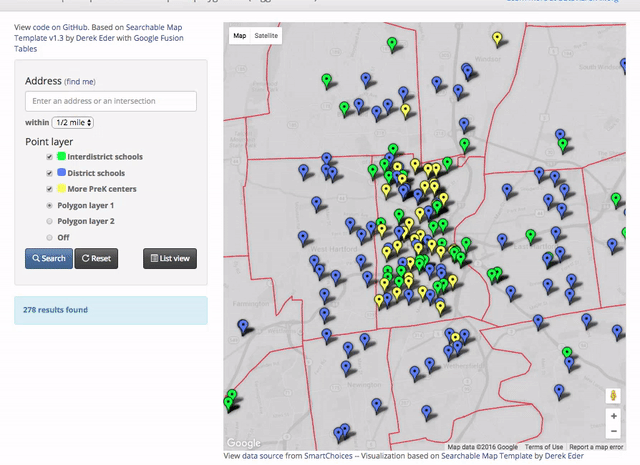 View code on GitHub. Based on Searchable Map
Template v1.3 by Derek Eder with Google Fusion
Tables
Address (find me)
Enter an address or an intersection
within 1/2 mile
Point layer
Interdistrict schools
District schools
More PreK centers
Polygon layer 1
Polygon layer 2
Off
Search Reset List view
278 results found
Map Satellite
Windsor
West Hartford
Newington
Google
Map data ©2016 Google Terms of Use Report a map error
View data source from SmartChoices – Visualization based on Searchable Map Template by Derek Eder